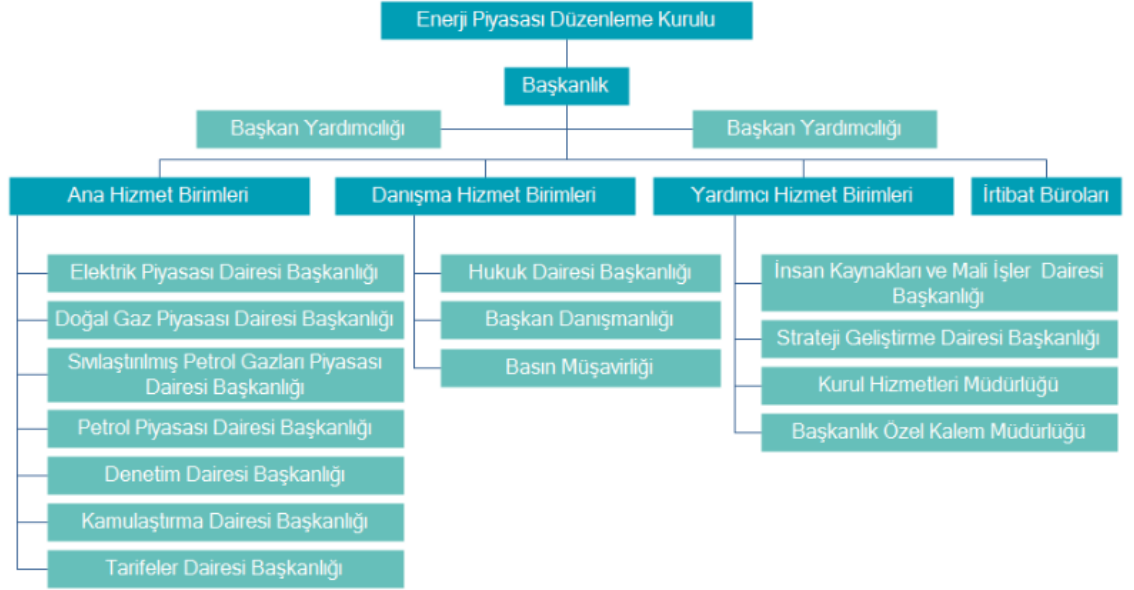 Enerji Piyasası Düzenleme Kurulu
Başkanlık
Başkan Yardımcılığı
Başkan Yardımcılığı
Ana Hizmet Birimleri
Danışma Hizmet Birimleri
Yardımcı Hizmet Birimleri
İrtibat Büroları
Elektrik Piyasası Dairesi Başkanlığı
Doğal Gaz Piyasası Dairesi Başkanlığı
Sıvılaştırılmış Petrol Gazları Piyasası
Dairesi Başkanlığı
Petrol Piyasası Dairesi Başkanlığı
Denetim Dairesi Başkanlığı
Kamulaştırma Dairesi Başkanlığı
Tarifeler Dairesi Başkanlığı
Hukuk Dairesi Başkanlığı
Başkan Danışmanlığı
Basın Müşavirliği
İnsan Kaynakları ve Mali İşler Dairesi
Başkanlığı
Strateji Geliştirme Dairesi Başkanlığı
Kurul Hizmetleri Müdürlüğü
Başkanlık Özel Kalem Müdürlüğü